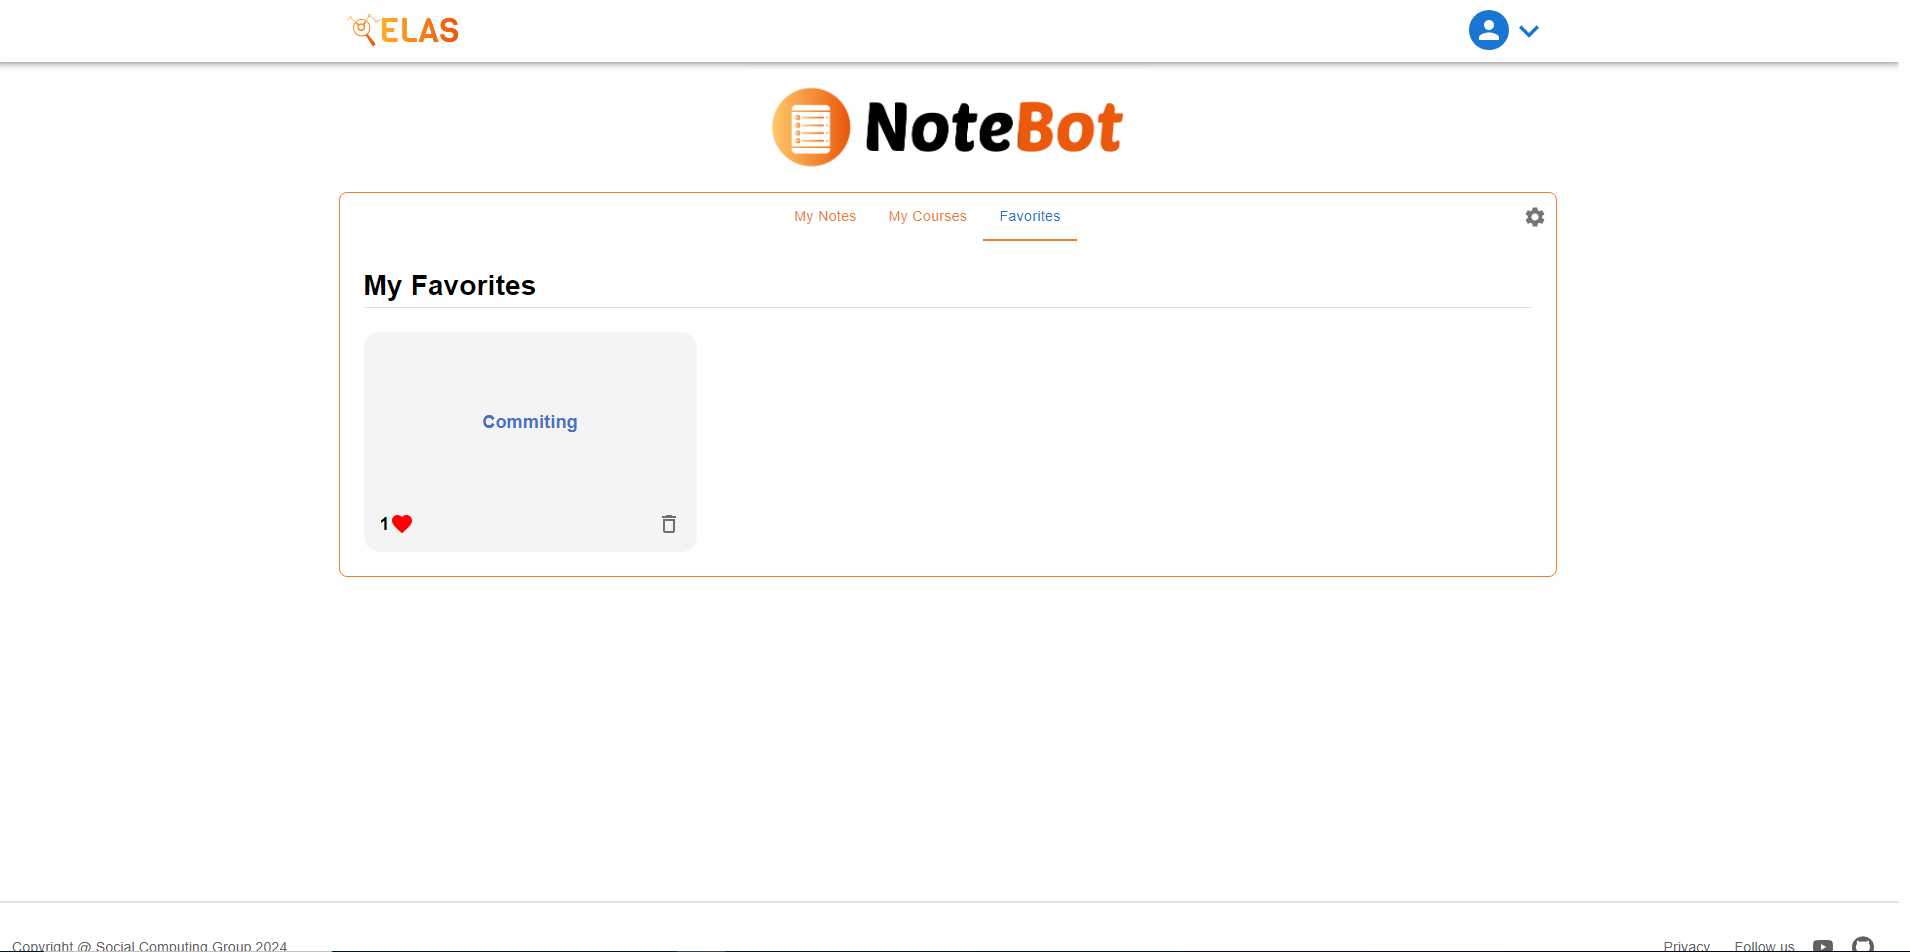 ELAS
NoteBot
My Notes
My Courses
Favorites
My Favorites
Commiting
1
Copyright @ Social Computing Group 2024
Privacy
Follow us